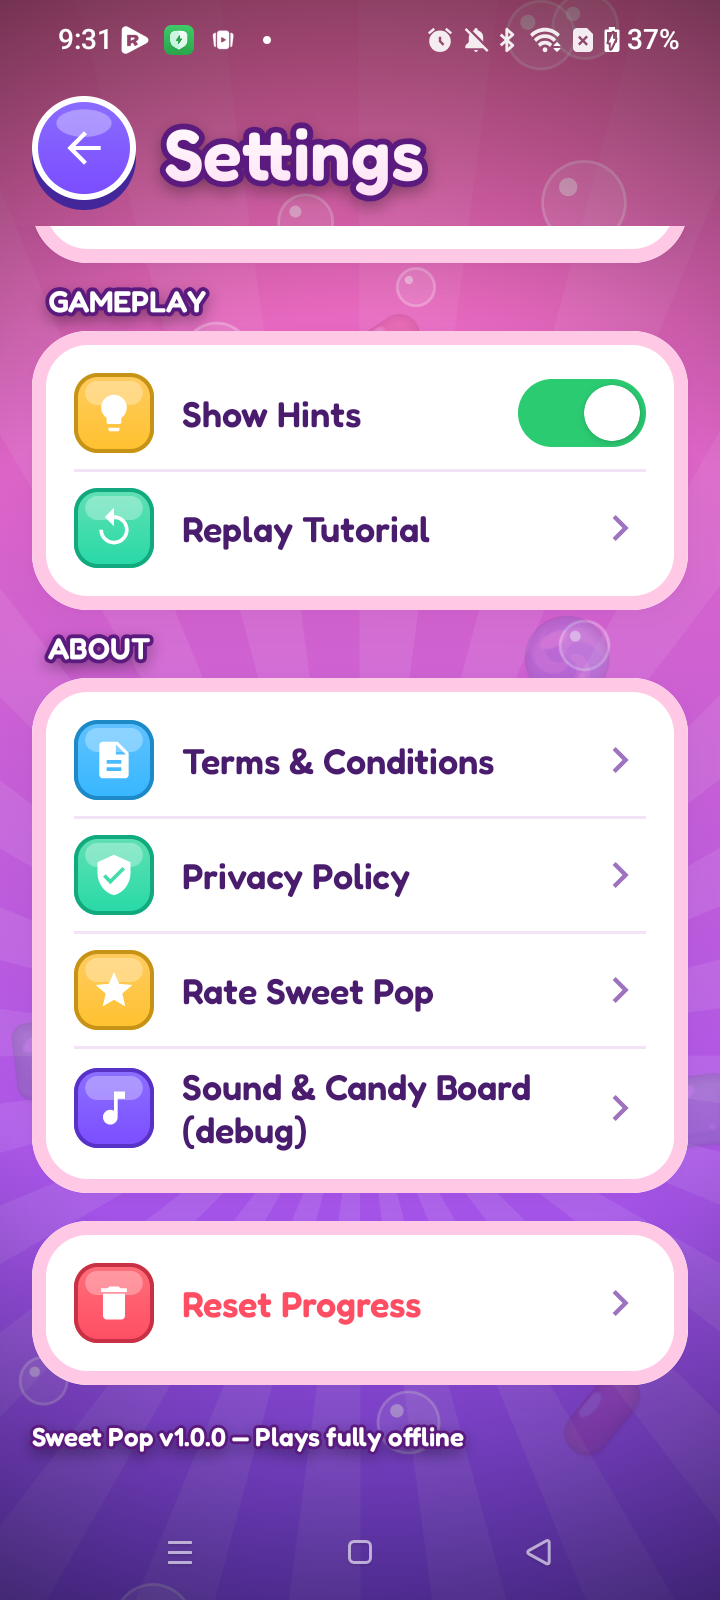 9:31
37%
Settings
GAMEPLAY
Show Hints
Replay Tutorial
ABOUT
Terms & Conditions
Privacy Policy
Rate Sweet Pop
Sound & Candy Board
(debug)
Reset Progress
Sweet Pop v1.0.0 – Plays fully offline